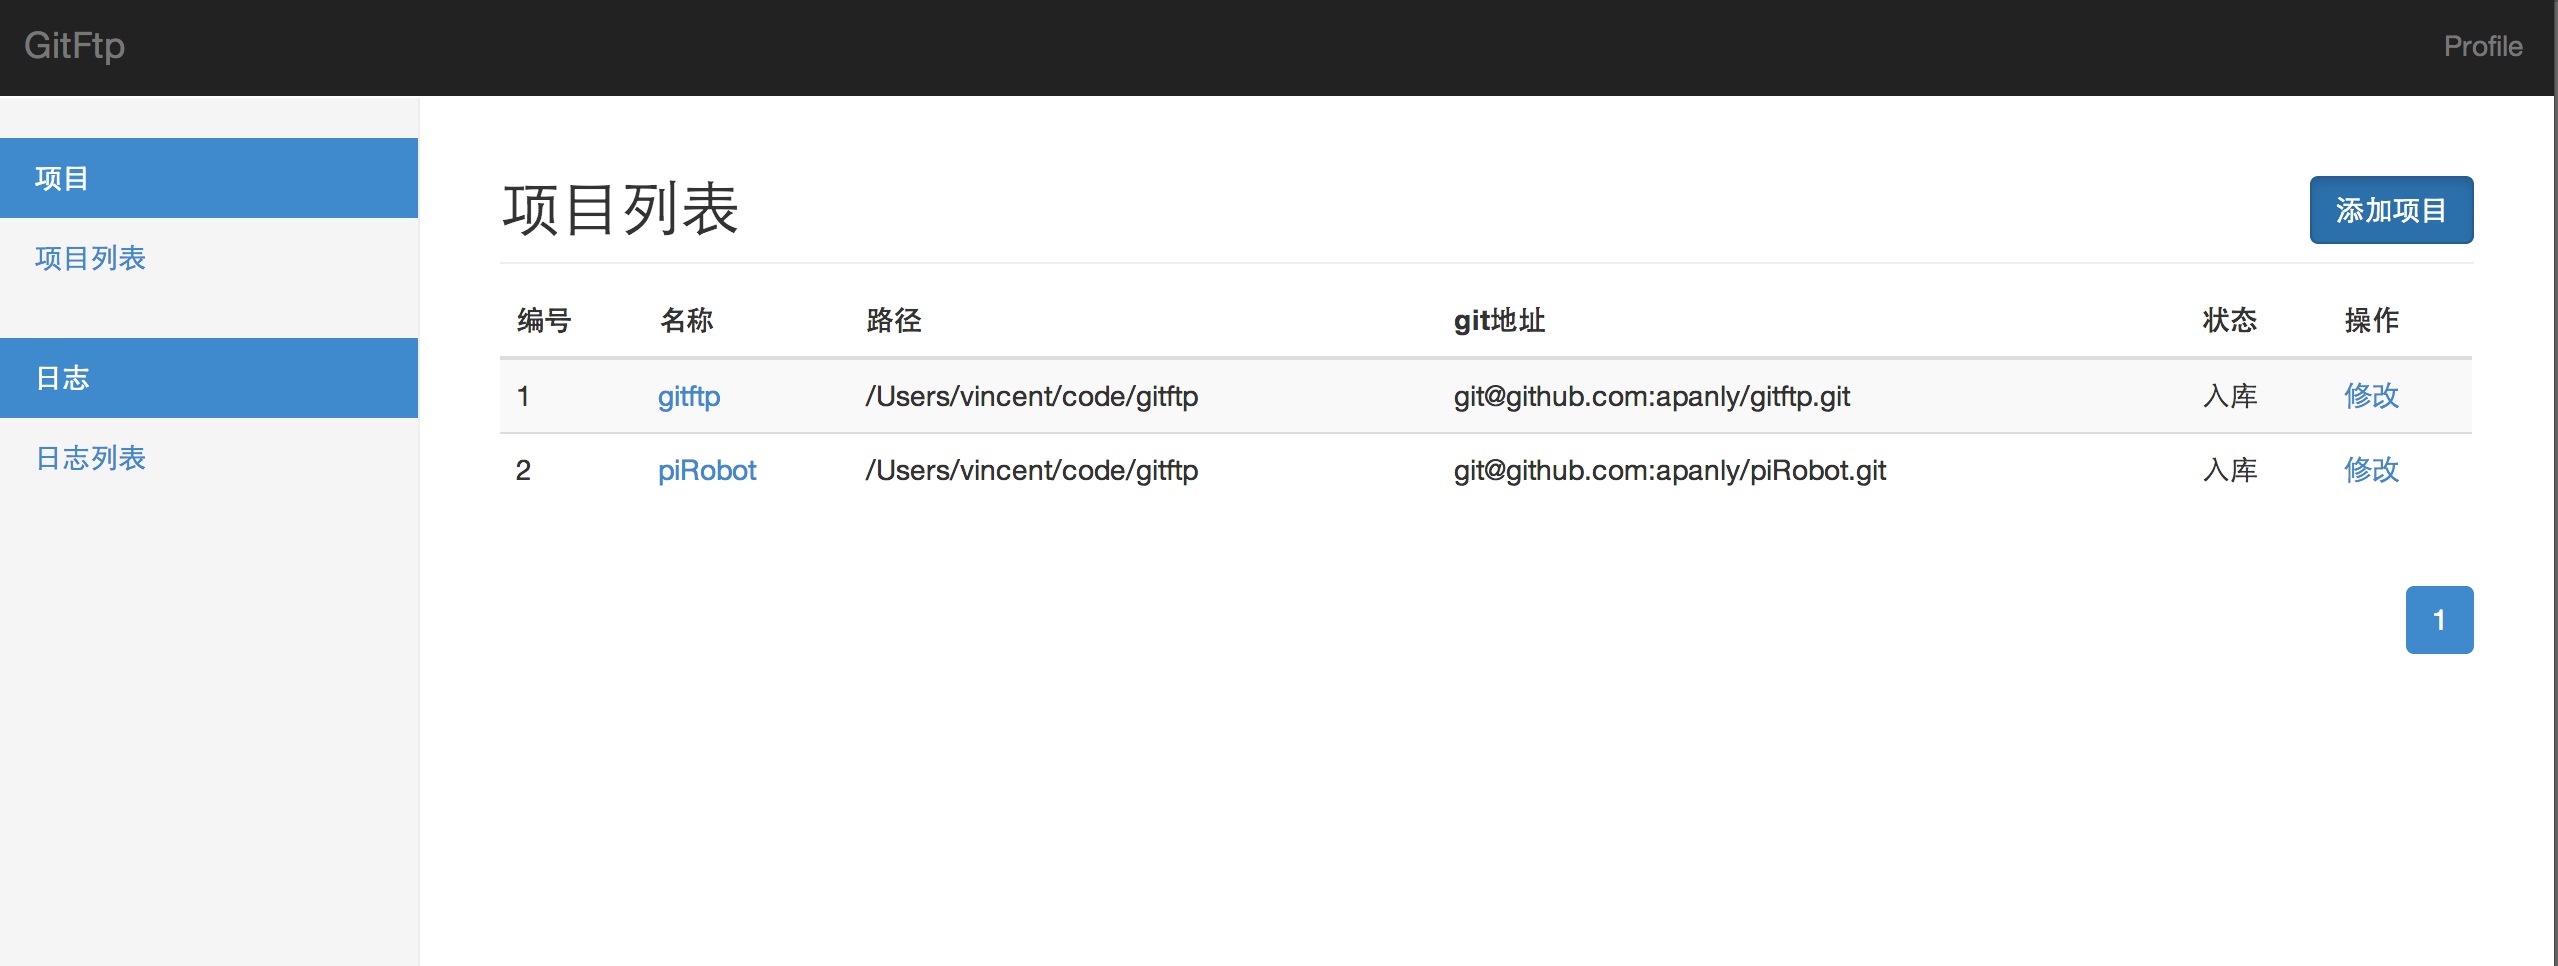 GitFtp Profile
项目
项目列表
日志
日志列表
项目列表 添加项目
编号 名称 路径 git地址 状态 操作
1 gitftp /Users/vincent/code/gitftp git@github.com:apanly/gitftp.git 入库 修改
2 piRobot /Users/vincent/code/gitftp git@github.com:apanly/piRobot.git 入库 修改
1